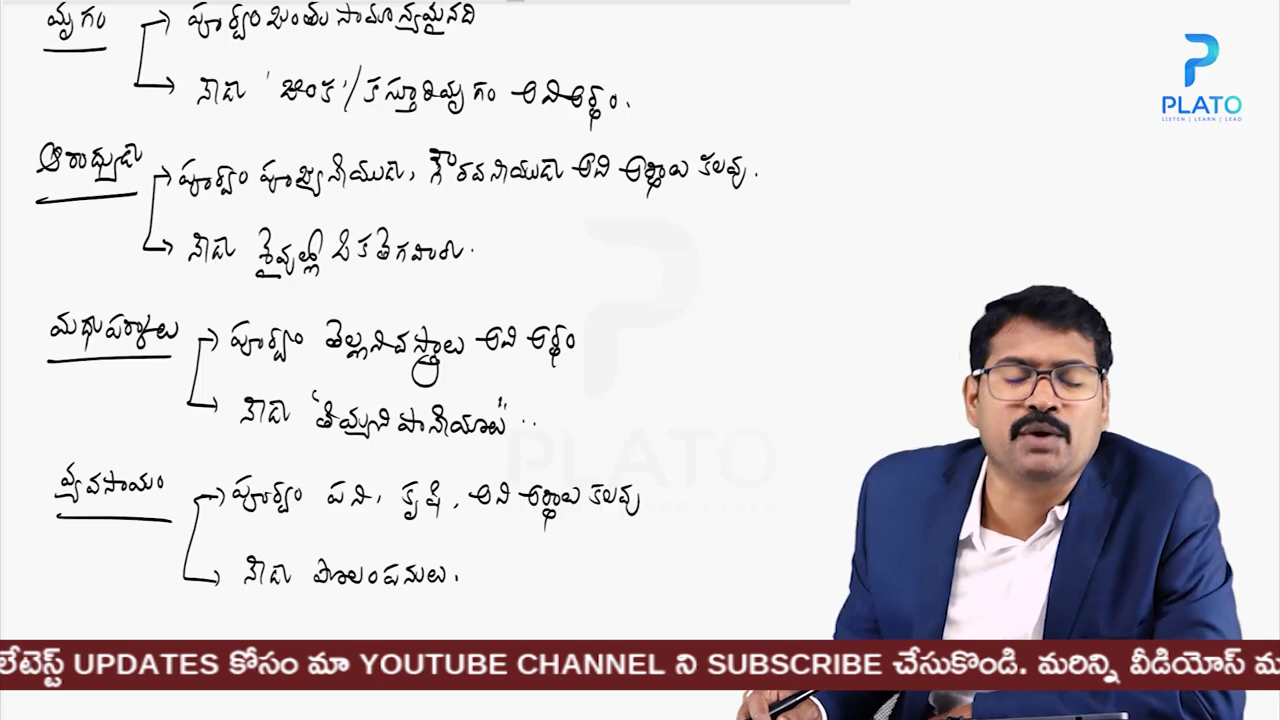 మృగం
పూర్వం జంతు సామాన్యమైనది
నేడు 'జింక'/కస్తూరిమృగం అని అర్థం.
PLATO
LISTEN | LEARN | LEAD
ఆరాధ్యుడు
పూర్వం పూజ్యనీయుడు, గౌరవనీయుడు అని అర్థాలు కలవు.
నేడు శైవుల్లో ఒక తెగవారు.
మధుపర్కాలు
పూర్వం తెల్లనివస్త్రాలు అని అర్థం
నేడు 'తియ్యని పానీయాలు'
వ్యవసాయం
పూర్వం పని, కృషి, అని అర్థాలు కలవు
నేడు పొలంపనులు.
PLATO
లేటెస్ట్ UPDATES కోసం మా YOUTUBE CHANNEL ని SUBSCRIBE చేసుకొండి. మరిన్ని వీడియోస్